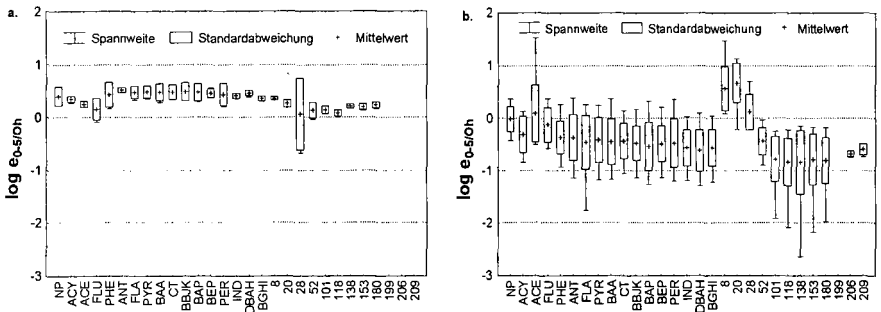 a.
Spannweite Standardabweichung Mittelwert
2
1
0
-1
-2
-3
log e0-5/Oh
NP ACY ACE FLU PHE ANT FLA PYR BAA CT BBJK BAP BEP PER IND DBAH BGHI 8 20 28 52 101 118 138 153 180 199 206 209
b.
Spannweite Standardabweichung Mittelwert
2
1
0
-1
-2
-3
log e0-5/Oh
NP ACY ACE FLU PHE ANT FLA PYR BAA CT BBJK BAP BEP PER IND DBAH BGHI 8 20 28 52 101 118 138 153 180 199 206 209